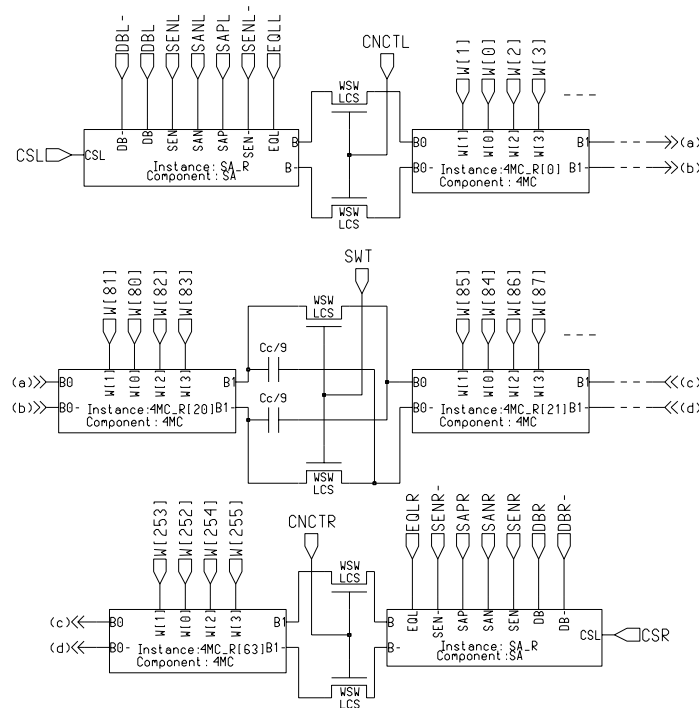 DBL-
DBL
SENL
SANL
SAPL
SENL-
EQLL
CNCTL
W[1]
W[0]
W[2]
W[3]
WSW
LCS
CSL
CSL
DB-
DB
SEN
SAN
SAP
SEN-
EQL
B
B-
Instance: SA_R
Component: SA
B0
B0-
W[1]
W[0]
W[2]
W[3]
B1
B1-
Instance: 4MC_R[0]
Component : 4MC
(a)
(b)
WSW
LCS
W[81]
W[80]
W[82]
W[83]
SWT
W[85]
W[84]
W[86]
W[87]
WSW
LCS
Cc/9
Cc/9
(a)
(b)
B0
B0-
W[1]
W[0]
W[2]
W[3]
B1
B1-
Instance:4MC_R[20]
Component : 4MC
B0
B0-
W[1]
W[0]
W[2]
W[3]
B1
B1-
Instance:4MC_R[21]
Component : 4MC
(c)
(d)
WSW
LCS
W[253]
W[252]
W[254]
W[255]
CNCTR
EQLR
SENR-
SAPR
SANR
SENR
DBR
DBR-
WSW
LCS
(c)
(d)
B0
B0-
W[1]
W[0]
W[2]
W[3]
B1
B1-
Instance:4MC_R[63]
Component: 4MC
B
B-
EQL
SEN-
SAP
SAN
SEN
DB
DB-
CSL
CSR
Instance: SA_R
Component:SA
WSW
LCS